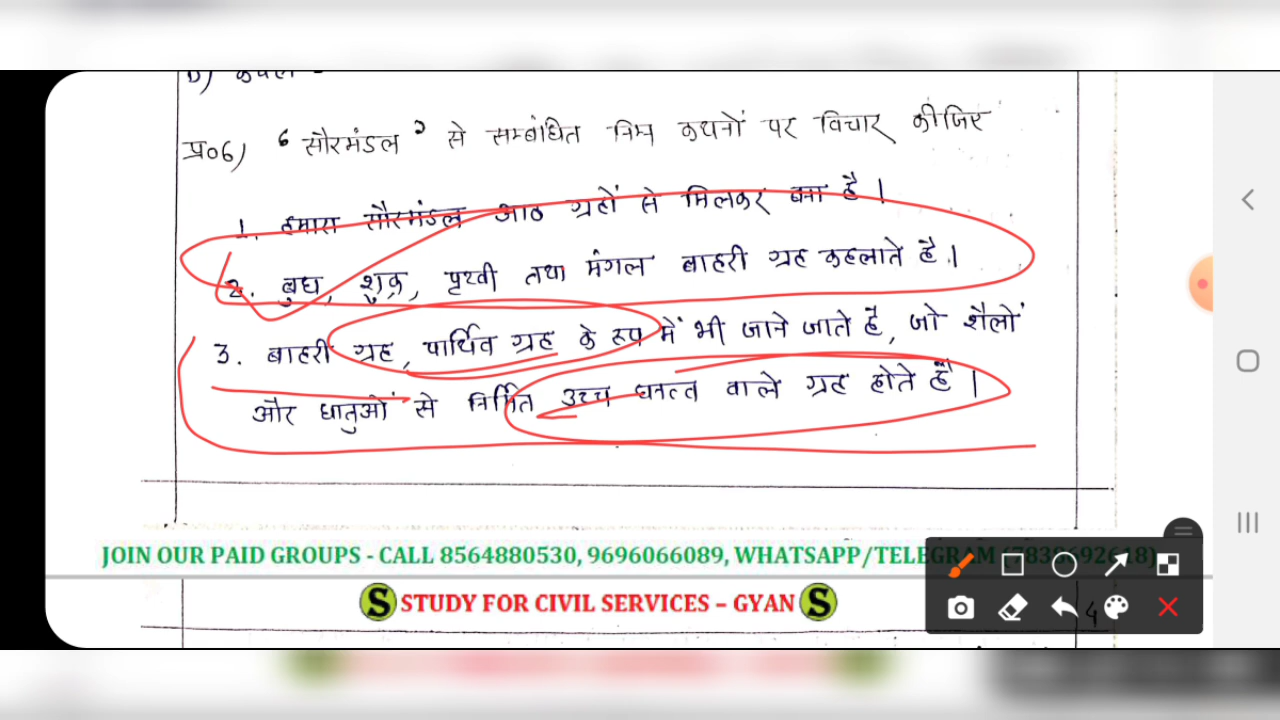 प्र०6) 'सौरमंडल' से सम्बंधित निम्न कथनों पर विचार कीजिए
1. हमारा सौरमंडल आठ ग्रहों से मिलकर बना है।
2. बुध, शुक्र, पृथ्वी तथा मंगल बाहरी ग्रह कहलाते है।
3. बाहरी ग्रह, पार्थिव ग्रह के रूप में भी जाने जाते है, जो शैलों
और धातुओं से निर्मित उच्च घनत्व वाले ग्रह होते हैं।
JOIN OUR PAID GROUPS - CALL 8564880530, 9696066089, WHATSAPP/TELEGRAM
S STUDY FOR CIVIL SERVICES – GYAN S
4